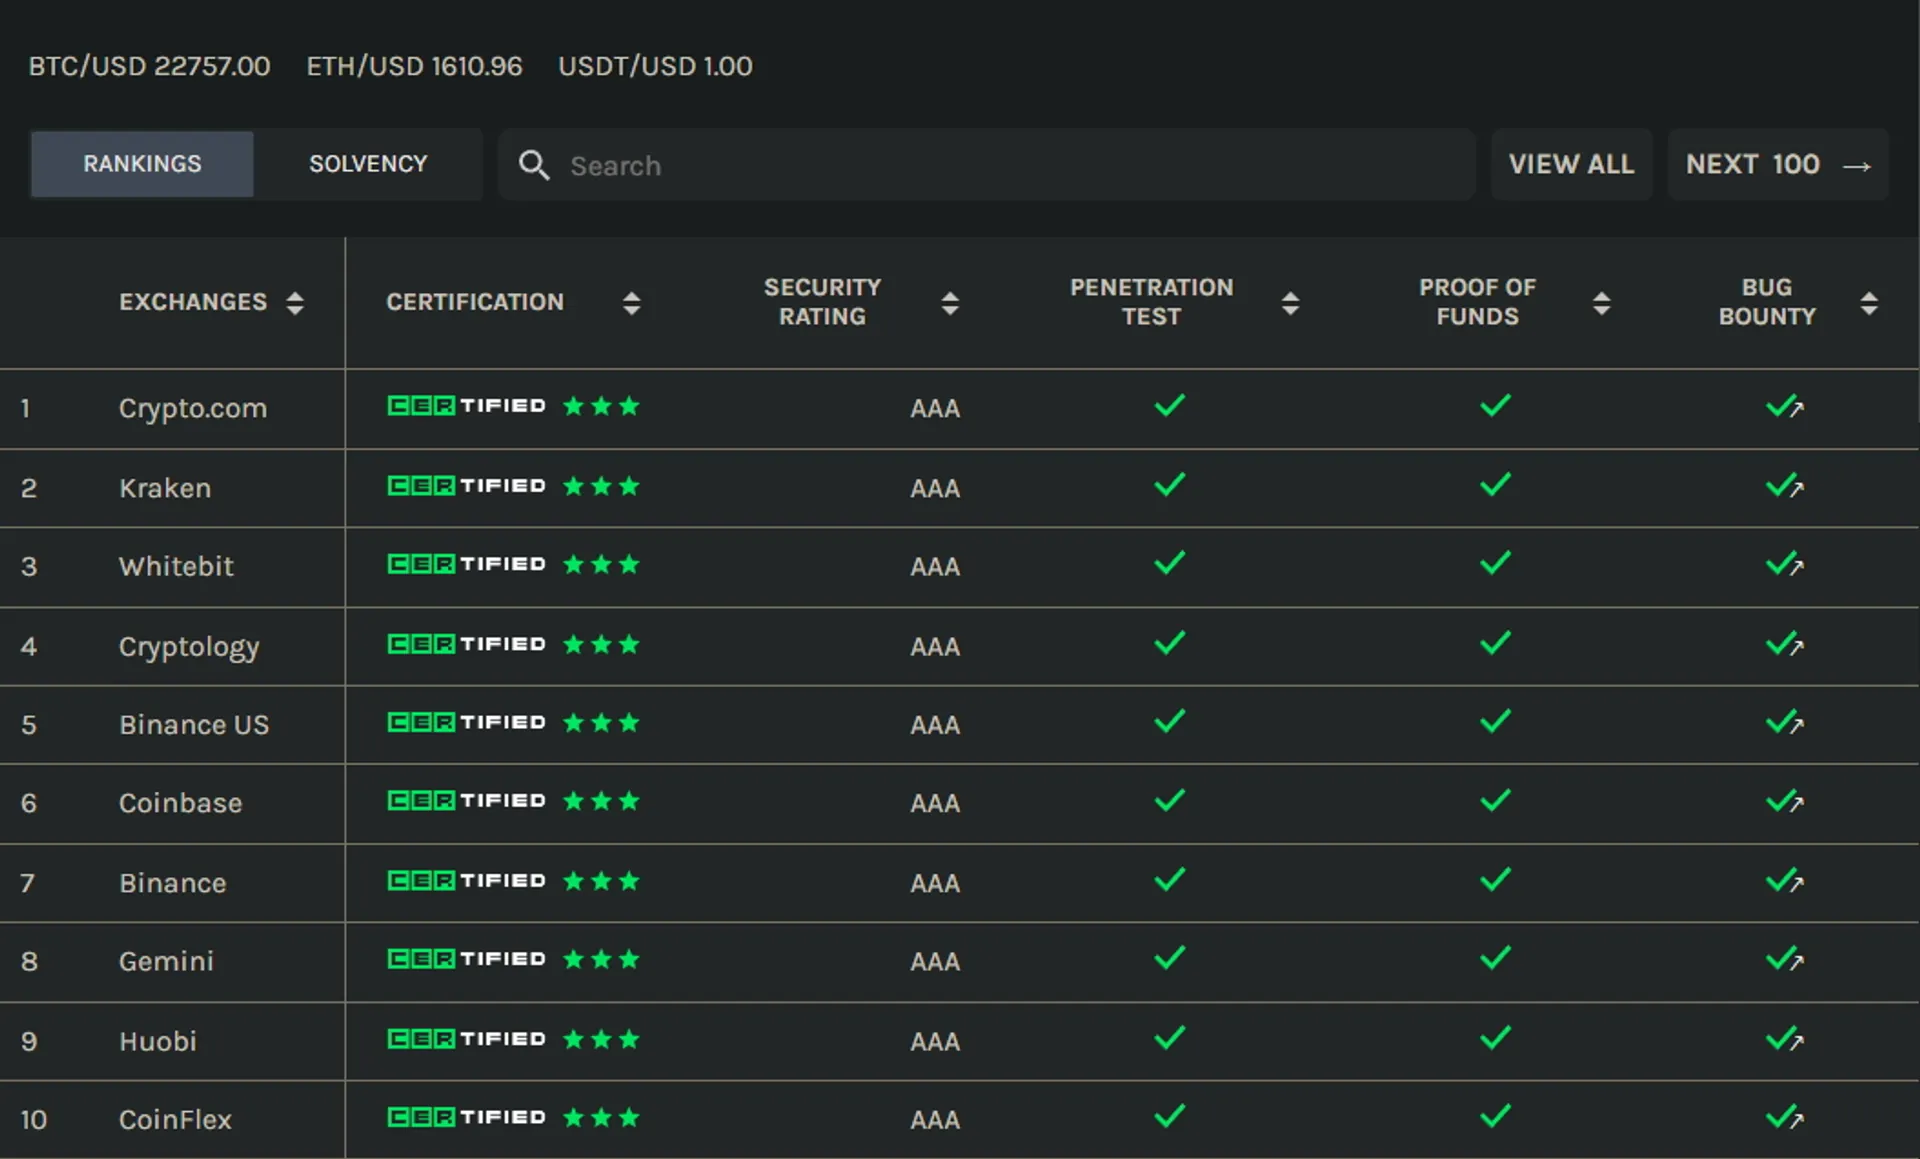 BTC/USD 22757.00 ETH/USD 1610.96 USDT/USD 1.00
RANKINGS SOLVENCY Search VIEW ALL NEXT 100 →
EXCHANGES CERTIFICATION SECURITY RATING PENETRATION TEST PROOF OF FUNDS BUG BOUNTY
1 Crypto.com CERTIFIED ★★★ AAA ✓ ✓ ✓↗
2 Kraken CERTIFIED ★★★ AAA ✓ ✓ ✓↗
3 Whitebit CERTIFIED ★★★ AAA ✓ ✓ ✓↗
4 Cryptology CERTIFIED ★★★ AAA ✓ ✓ ✓↗
5 Binance US CERTIFIED ★★★ AAA ✓ ✓ ✓↗
6 Coinbase CERTIFIED ★★★ AAA ✓ ✓ ✓↗
7 Binance CERTIFIED ★★★ AAA ✓ ✓ ✓↗
8 Gemini CERTIFIED ★★★ AAA ✓ ✓ ✓↗
9 Huobi CERTIFIED ★★★ AAA ✓ ✓ ✓↗
10 CoinFlex CERTIFIED ★★★ AAA ✓ ✓ ✓↗